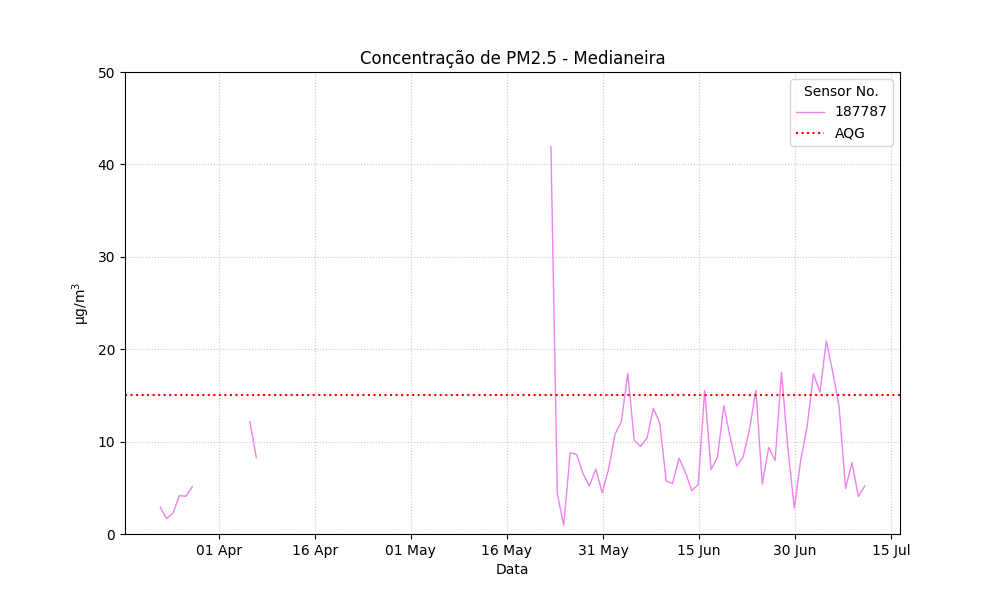 Concentração de PM2.5 - Medianeira
Sensor No.
187787
AQG
50
40
30
20
10
0
µg/m³
01 Apr
16 Apr
01 May
16 May
31 May
15 Jun
30 Jun
15 Jul
Data